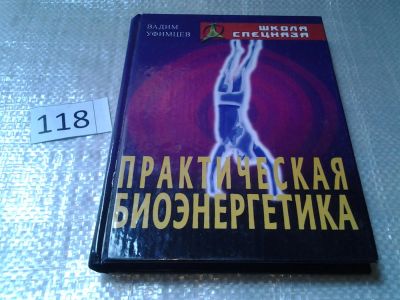 ВАДИМ
УФИМЦЕВ
ШКОЛА
СПЕЦНАЗА
118
ПРАКТИЧЕСКАЯ
БИОЭНЕРГЕТИКА